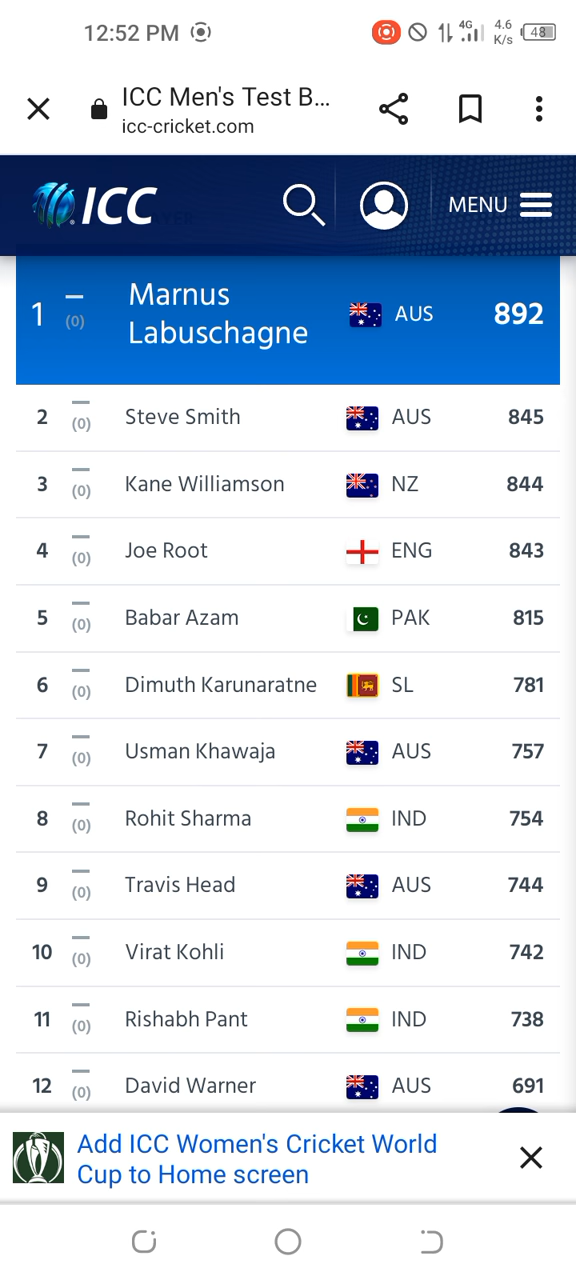 12:52 PM
4G
4.6
K/s
48
ICC Men's Test B...
icc-cricket.com
ICC
MENU
1 (0) Marnus Labuschagne AUS 892
2 (0) Steve Smith AUS 845
3 (0) Kane Williamson NZ 844
4 (0) Joe Root ENG 843
5 (0) Babar Azam PAK 815
6 (0) Dimuth Karunaratne SL 781
7 (0) Usman Khawaja AUS 757
8 (0) Rohit Sharma IND 754
9 (0) Travis Head AUS 744
10 (0) Virat Kohli IND 742
11 (0) Rishabh Pant IND 738
12 (0) David Warner AUS 691
Add ICC Women's Cricket World
Cup to Home screen